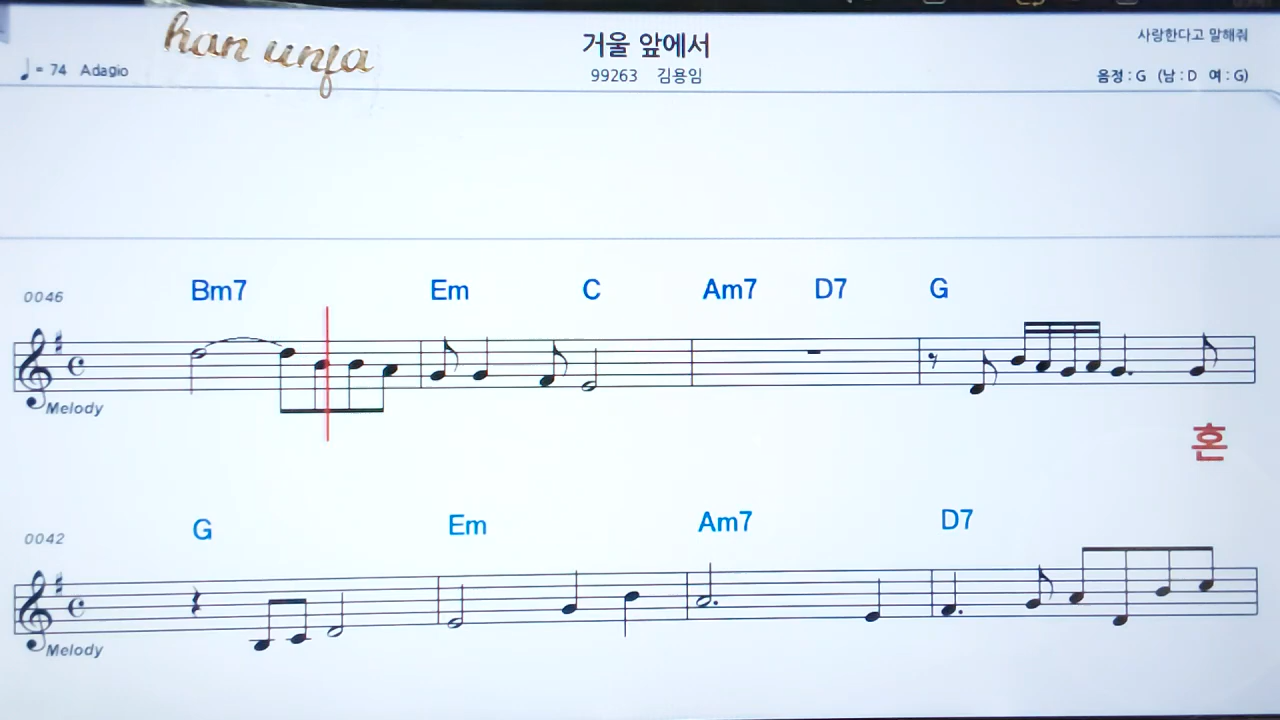 han unja
거울 앞에서
사랑한다고 말해줘
♩= 74 Adagio
99263 김용임
음정 : G (남 : D 여 : G)
0046
Bm7 Em C Am7 D7 G
Melody
혼
0042
G Em Am7 D7
Melody